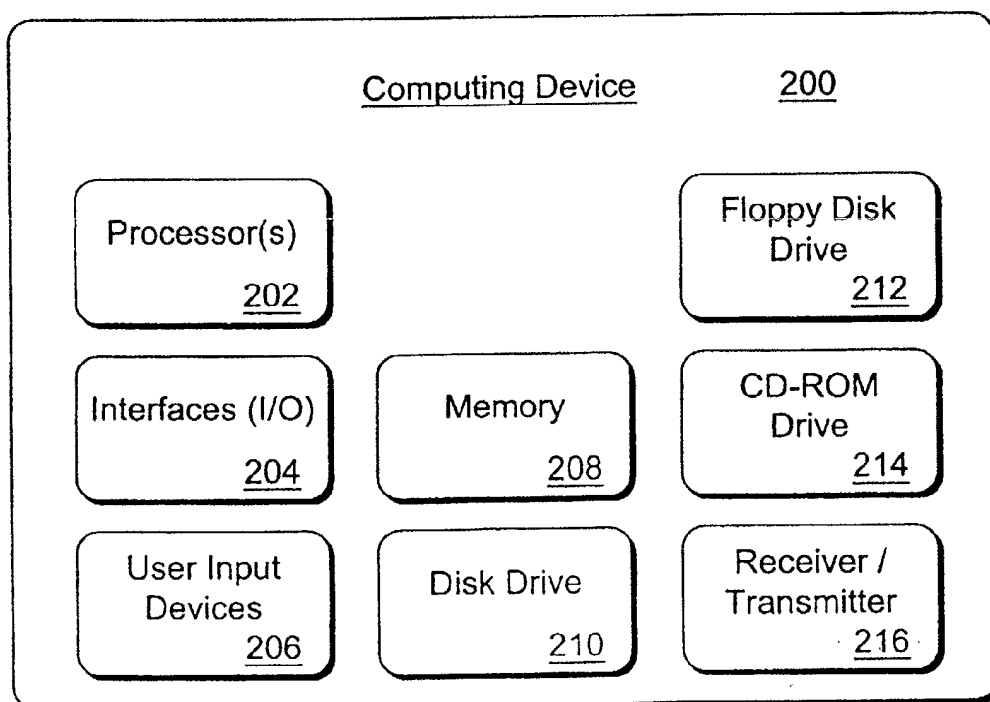 Computing Device 200
Processor(s)
202
Interfaces (I/O)
204
User Input
Devices
206
Memory
208
Disk Drive
210
Floppy Disk
Drive
212
CD-ROM
Drive
214
Receiver /
Transmitter
216